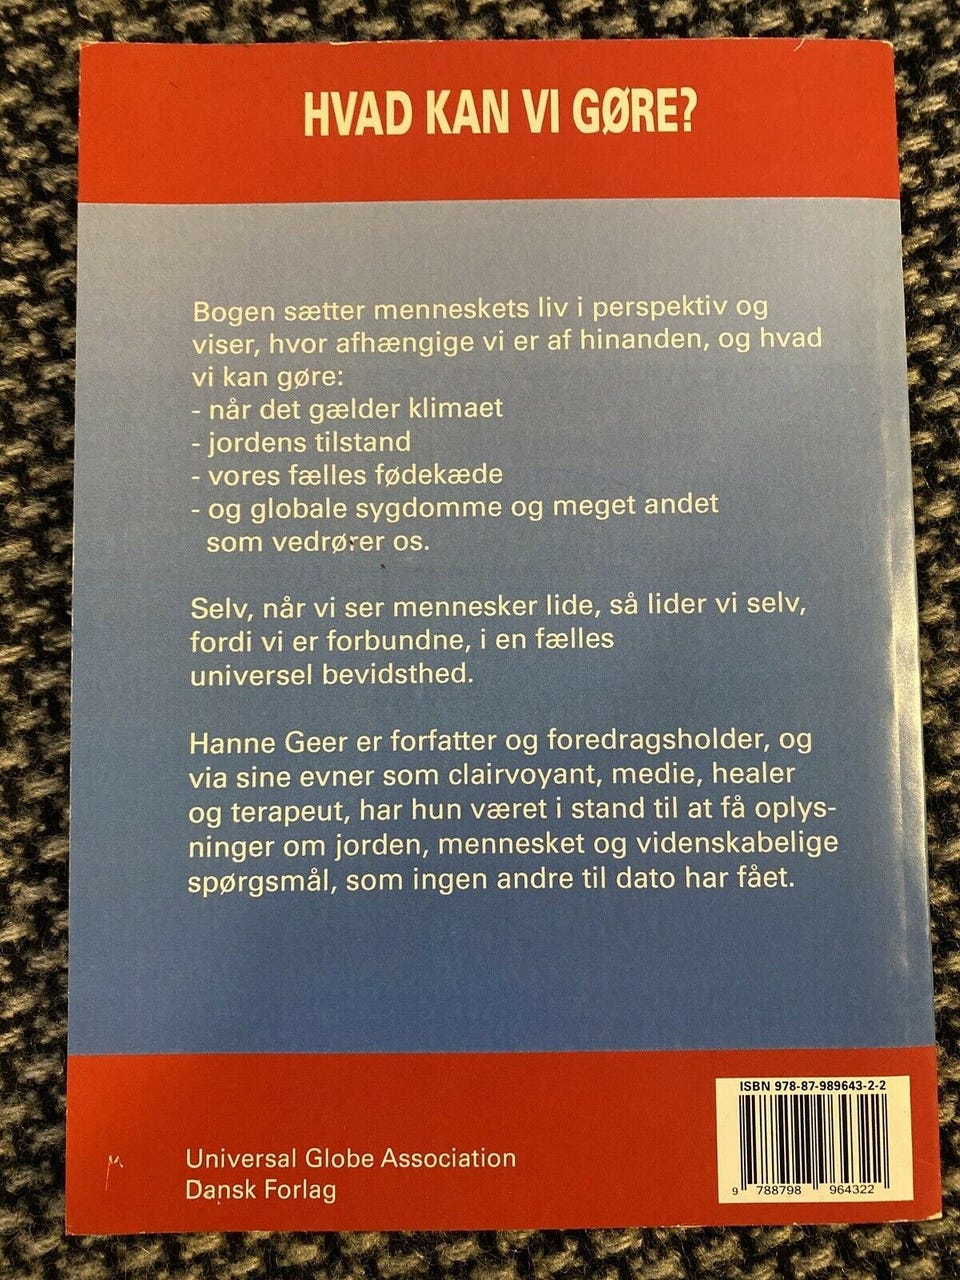 HVAD KAN VI GØRE?
Bogen sætter menneskets liv i perspektiv og
viser, hvor afhængige vi er af hinanden, og hvad
vi kan gøre:
- når det gælder klimaet
- jordens tilstand
- vores fælles fødekæde
- og globale sygdomme og meget andet
som vedrører os.
Selv, når vi ser mennesker lide, så lider vi selv,
fordi vi er forbundne, i en fælles
universel bevidsthed.
Hanne Geer er forfatter og foredragsholder, og
via sine evner som clairvoyant, medie, healer
og terapeut, har hun været i stand til at få oplys-
ninger om jorden, mennesket og videnskabelige
spørgsmål, som ingen andre til dato har fået.
ISBN 978-87-989643-2-2
9 788798 964322
Universal Globe Association
Dansk Forlag